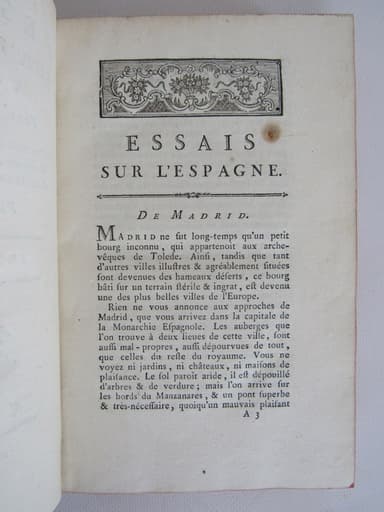 ESSAIS
SUR L'ESPAGNE.
DE MADRID.
MADRID ne fut long-temps qu'un petit
bourg inconnu, qui appartenoit aux arche-
vêques de Tolede. Ainsi, tandis que tant
d'autres villes illustres & agréablement situées
sont devenues des hameaux déserts, ce bourg
bâti sur un terrain stérile & ingrat, est devenu
une des plus belles villes de l'Europe.
Rien ne vous annonce aux approches de
Madrid, que vous arrivez dans la capitale de
la Monarchie Espagnole. Les auberges que
l'on trouve à deux lieues de cette ville, sont
aussi mal-propres, aussi dépourvues de tout,
que celles du reste du royaume. Vous ne
voyez ni jardins, ni châteaux, ni maisons de
plaisance. Le sol paroît aride, il est dépouillé
d'arbres & de verdure; mais l'on arrive sur
les bords du Manzanares, & un pont superbe
& très-nécessaire, quoiqu'un mauvais plaisant
A 3